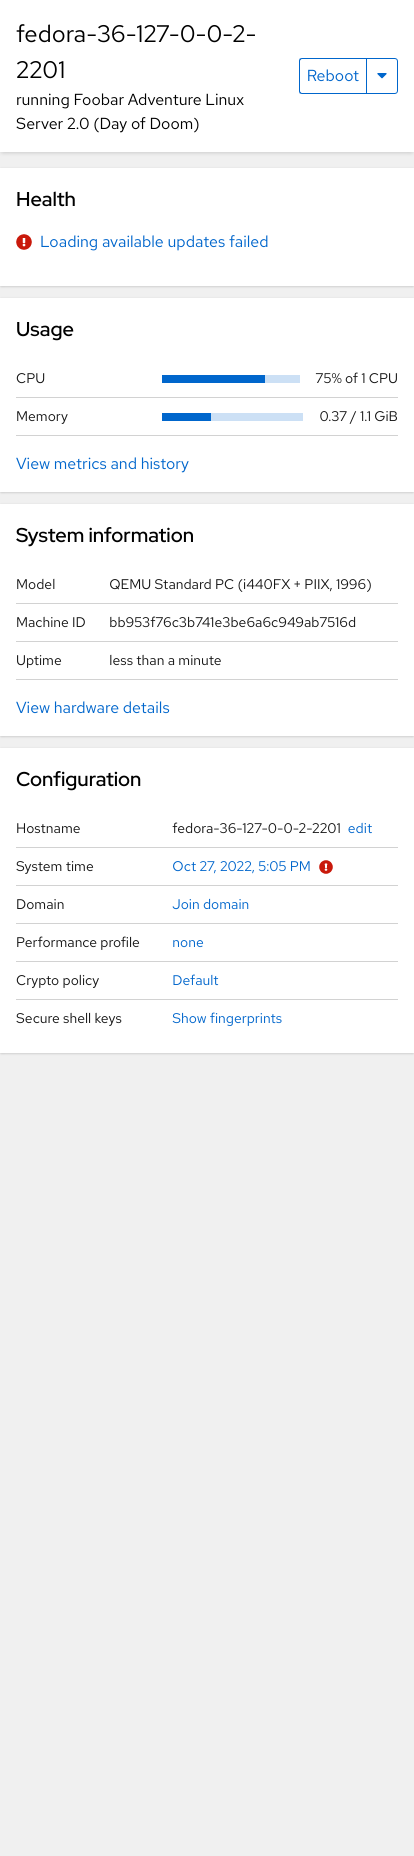 fedora-36-127-0-0-2-
2201
running Foobar Adventure Linux
Server 2.0 (Day of Doom)
Reboot
Health
Loading available updates failed
Usage
CPU 75% of 1 CPU
Memory 0.37 / 1.1 GiB
View metrics and history
System information
Model QEMU Standard PC (i440FX + PIIX, 1996)
Machine ID bb953f76c3b741e3be6a6c949ab7516d
Uptime less than a minute
View hardware details
Configuration
Hostname fedora-36-127-0-0-2-2201 edit
System time Oct 27, 2022, 5:05 PM
Domain Join domain
Performance profile none
Crypto policy Default
Secure shell keys Show fingerprints